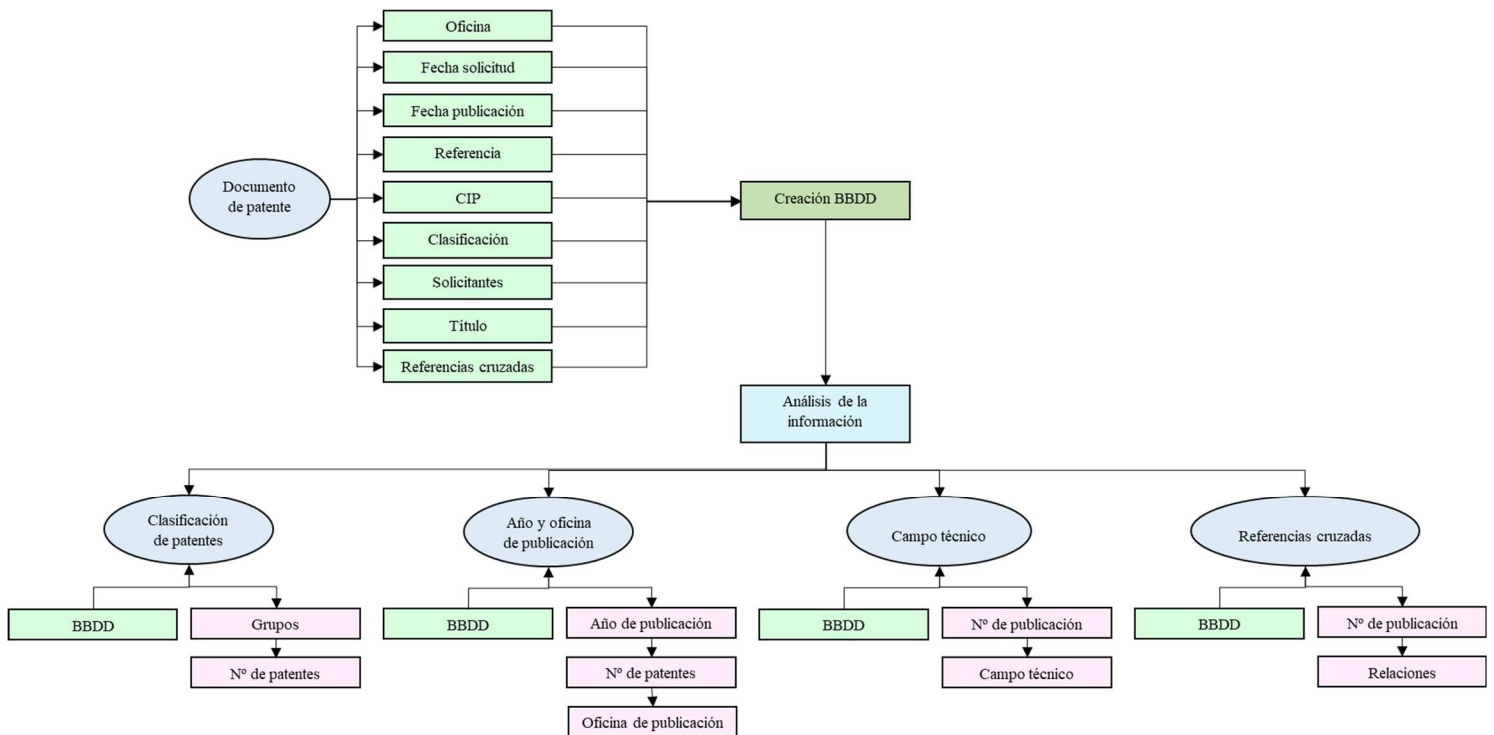 Oficina
Fecha solicitud
Fecha publicación
Referencia
Documento
de patente
CIP
Creación BBDD
Clasificación
Solicitantes
Título
Referencias cruzadas
Análisis de la
información
Clasificación
de patentes
Año y oficina
de publicación
Campo técnico
Referencias cruzadas
BBDD
Grupos
Nº de patentes
BBDD
Año de publicación
Nº de patentes
Oficina de publicación
BBDD
Nº de publicación
Campo técnico
BBDD
Nº de publicación
Relaciones